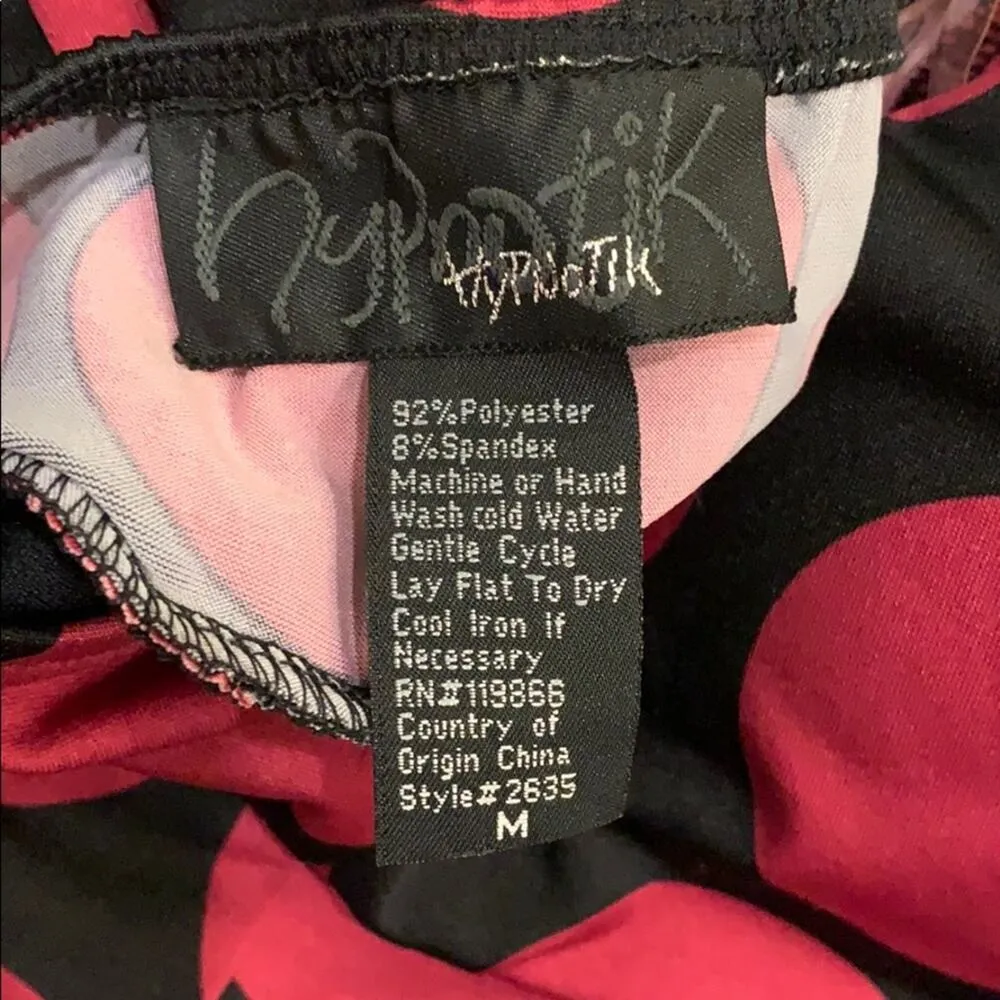 hypnotik
HYPNOTIK
92%Polyester
8%Spandex
Machine or Hand
Wash cold Water
Gentle Cycle
Lay Flat To Dry
Cool Iron if
Necessary
RN#119866
Country of
Origin China
Style#2635
M